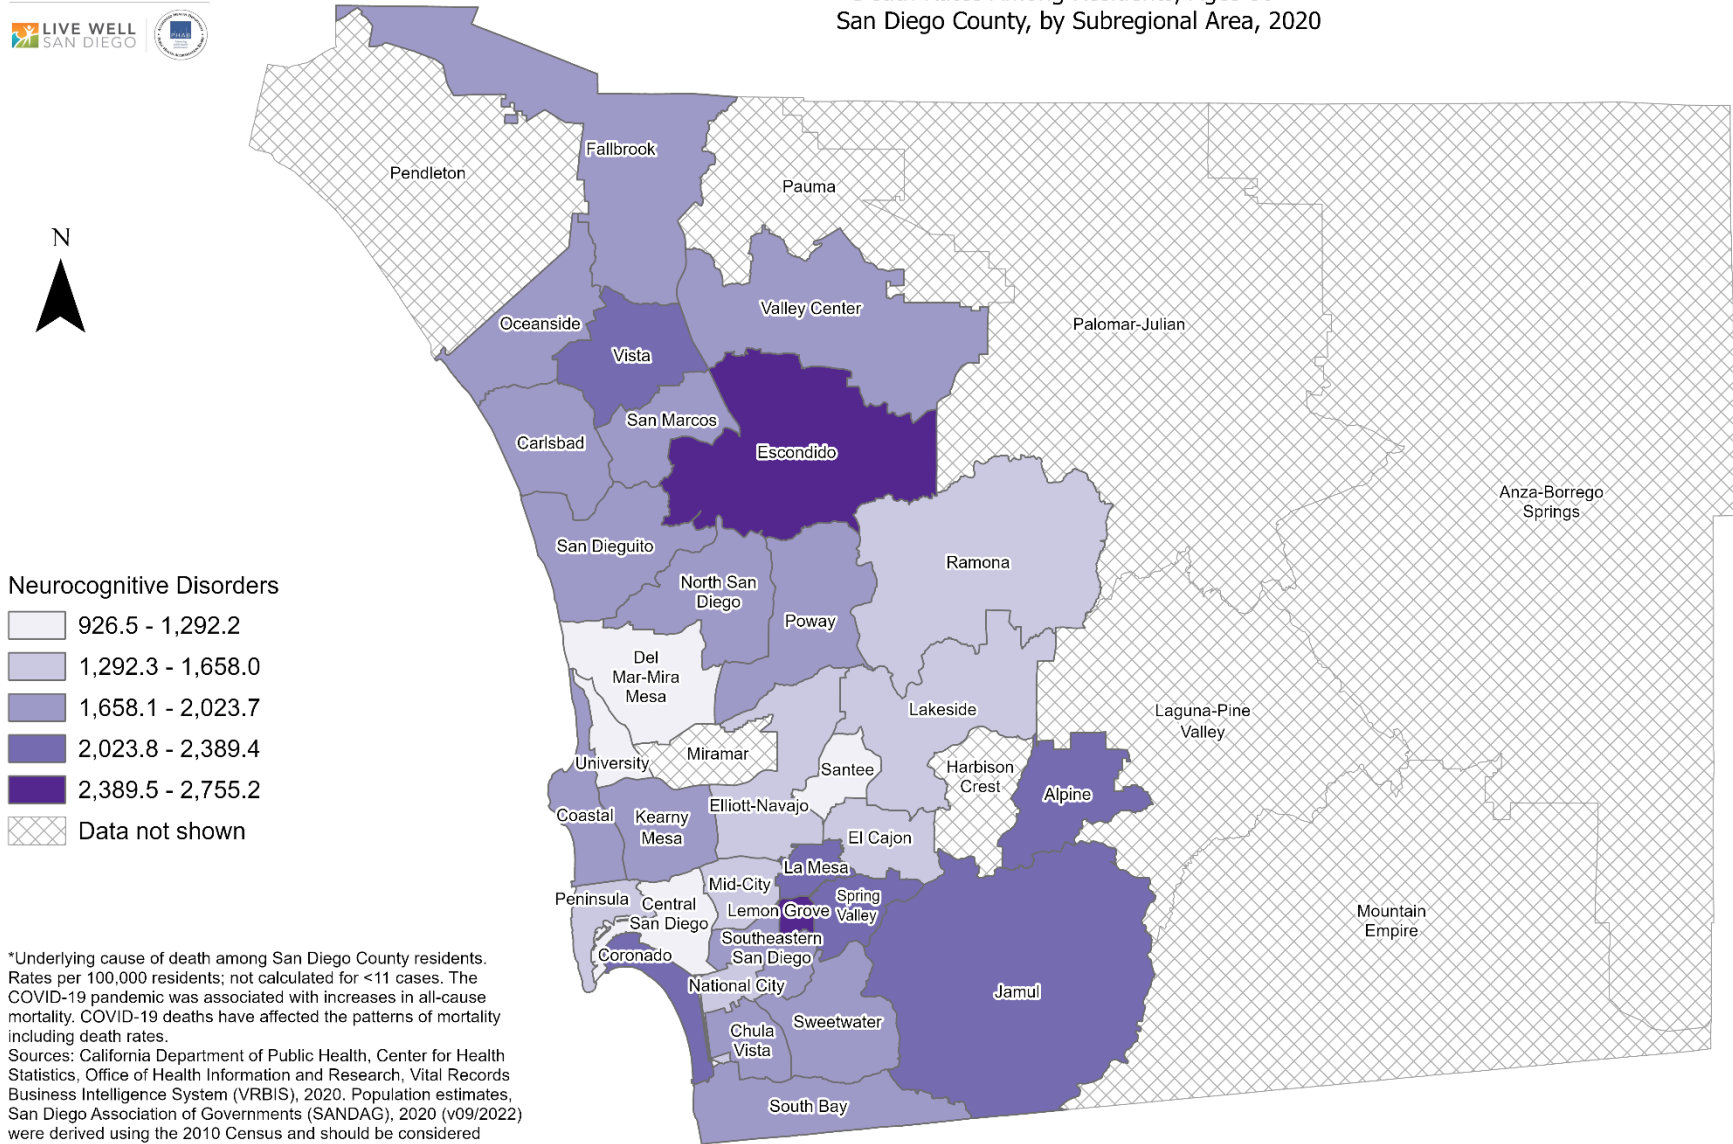 LIVE WELL
SAN DIEGO
PHAB
San Diego County, by Subregional Area, 2020
Fallbrook
Pendleton
Pauma
N
Valley Center
Oceanside
Palomar-Julian
Vista
San Marcos
Carlsbad
Escondido
Anza-Borrego
Springs
San Dieguito
Ramona
North San
Diego
Poway
Del
Mar-Mira
Mesa
Lakeside
Laguna-Pine
Valley
Miramar
University
Santee
Harbison
Crest
Alpine
Elliott-Navajo
Coastal
Kearny
Mesa
El Cajon
La Mesa
Mid-City
Peninsula
Central
San Diego
Lemon Grove
Spring
Valley
Mountain
Empire
Southeastern
San Diego
Coronado
National City
Jamul
Sweetwater
Chula
Vista
South Bay
Neurocognitive Disorders
926.5 - 1,292.2
1,292.3 - 1,658.0
1,658.1 - 2,023.7
2,023.8 - 2,389.4
2,389.5 - 2,755.2
Data not shown
*Underlying cause of death among San Diego County residents.
Rates per 100,000 residents; not calculated for <11 cases. The
COVID-19 pandemic was associated with increases in all-cause
mortality. COVID-19 deaths have affected the patterns of mortality
including death rates.
Sources: California Department of Public Health, Center for Health
Statistics, Office of Health Information and Research, Vital Records
Business Intelligence System (VRBIS), 2020. Population estimates,
San Diego Association of Governments (SANDAG), 2020 (v09/2022)
were derived using the 2010 Census and should be considered